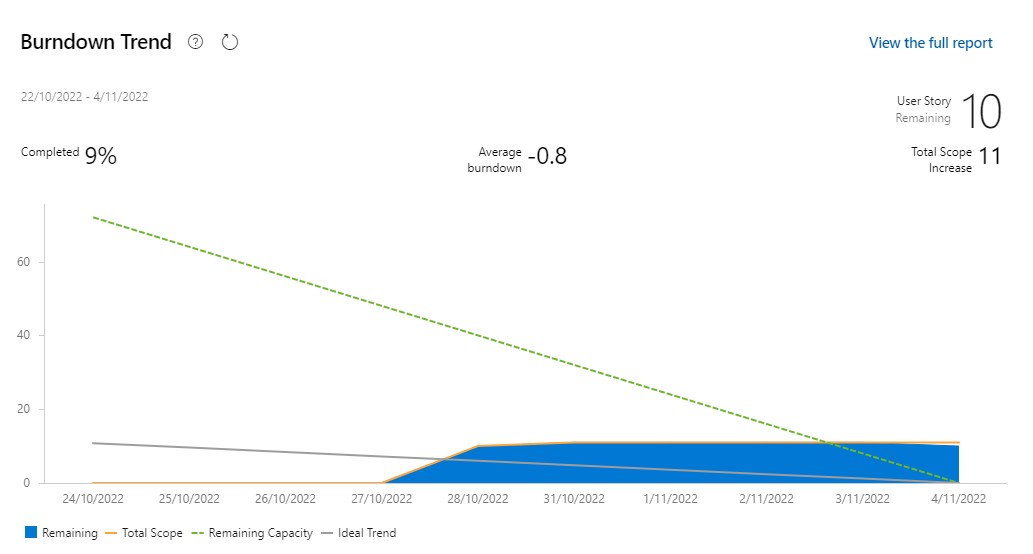 Burndown Trend
View the full report
22/10/2022 - 4/11/2022
User Story
Remaining
10
Completed 9%
Average
burndown
-0.8
Total Scope
Increase
11
60
40
20
0
24/10/2022 25/10/2022 26/10/2022 27/10/2022 28/10/2022 31/10/2022 1/11/2022 2/11/2022 3/11/2022 4/11/2022
Remaining Total Scope Remaining Capacity Ideal Trend